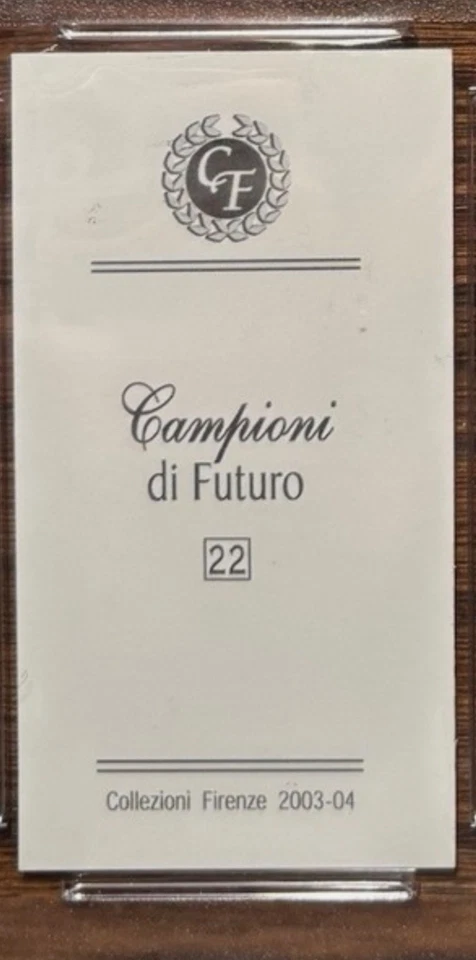 CF
Campioni
di Futuro
22
Collezioni Firenze 2003-04